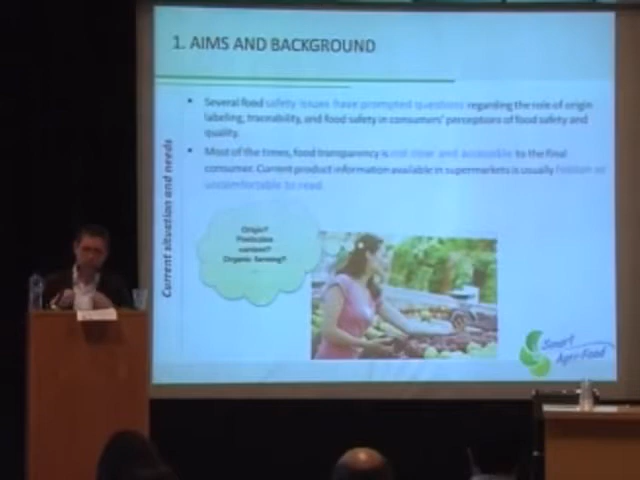 1. AIMS AND BACKGROUND
Several food safety issues have prompted questions regarding the role of origin
labeling, traceability, and food safety in consumers' perceptions of food safety and
quality.
Most of the times, food transparency is not clear and accessible to the final
consumer. Current product information available in supermarkets is usually hidden or
uncomfortable to read.
Current situation and needs
Origin?
Pesticides
content?
Organic farming?
...
Smart
Agri-Food